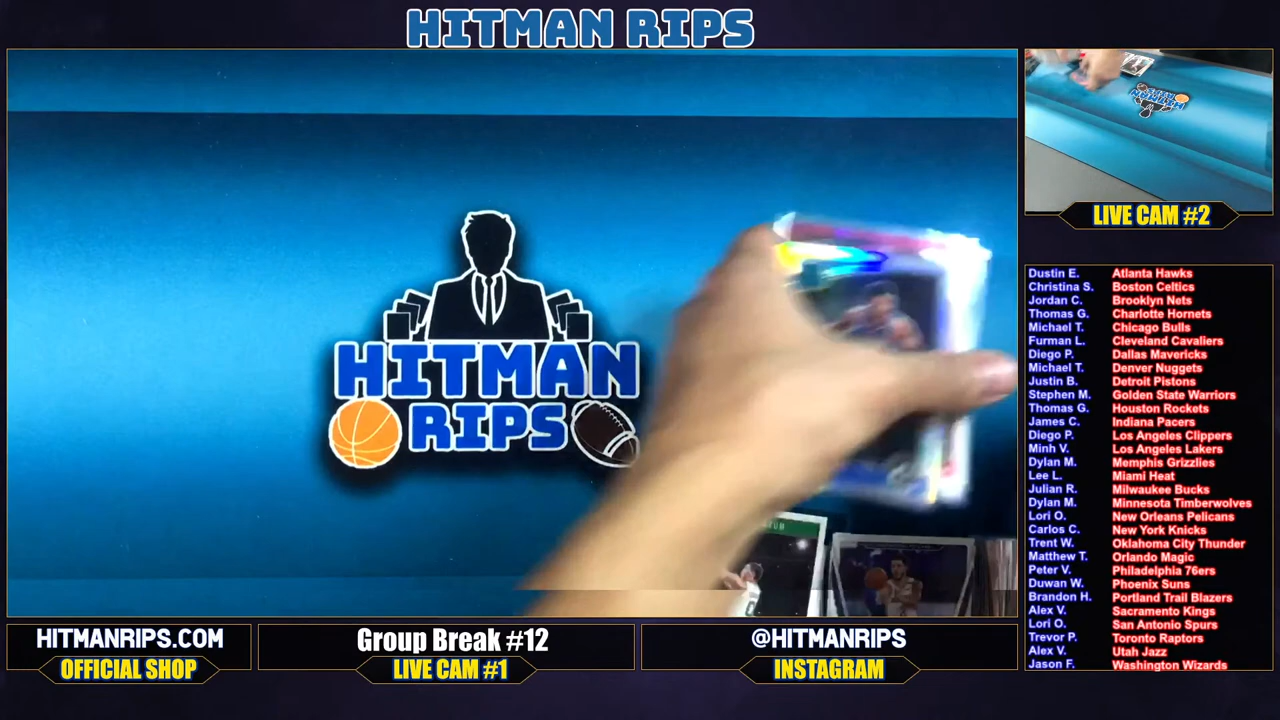 HITMAN RIPS
HITMAN
RIPS
LIVE CAM #2
Dustin E. Atlanta Hawks
Christina S. Boston Celtics
Jordan C. Brooklyn Nets
Thomas G. Charlotte Hornets
Michael T. Chicago Bulls
Furman L. Cleveland Cavaliers
Diego P. Dallas Mavericks
Michael T. Denver Nuggets
Justin B. Detroit Pistons
Stephen M. Golden State Warriors
Thomas G. Houston Rockets
James C. Indiana Pacers
Diego P. Los Angeles Clippers
Minh V. Los Angeles Lakers
Dylan M. Memphis Grizzlies
Lee L. Miami Heat
Julian R. Milwaukee Bucks
Dylan M. Minnesota Timberwolves
Lori O. New Orleans Pelicans
Carlos C. New York Knicks
Trent W. Oklahoma City Thunder
Matthew T. Orlando Magic
Peter V. Philadelphia 76ers
Duwan W. Phoenix Suns
Brandon H. Portland Trail Blazers
Alex V. Sacramento Kings
Lori O. San Antonio Spurs
Trevor P. Toronto Raptors
Alex V. Utah Jazz
Jason F. Washington Wizards
HITMANRIPS.COM
OFFICIAL SHOP
Group Break #12
LIVE CAM #1
@HITMANRIPS
INSTAGRAM